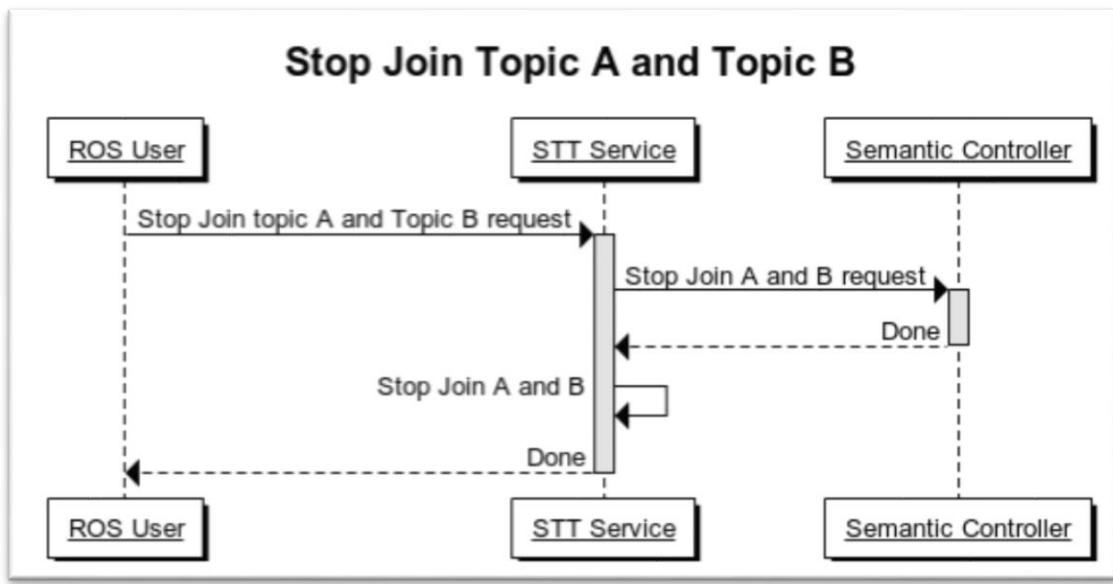 Stop Join Topic A and Topic B
ROS User
STT Service
Semantic Controller
Stop Join topic A and Topic B request
Stop Join A and B request
Done
Stop Join A and B
Done
ROS User
STT Service
Semantic Controller